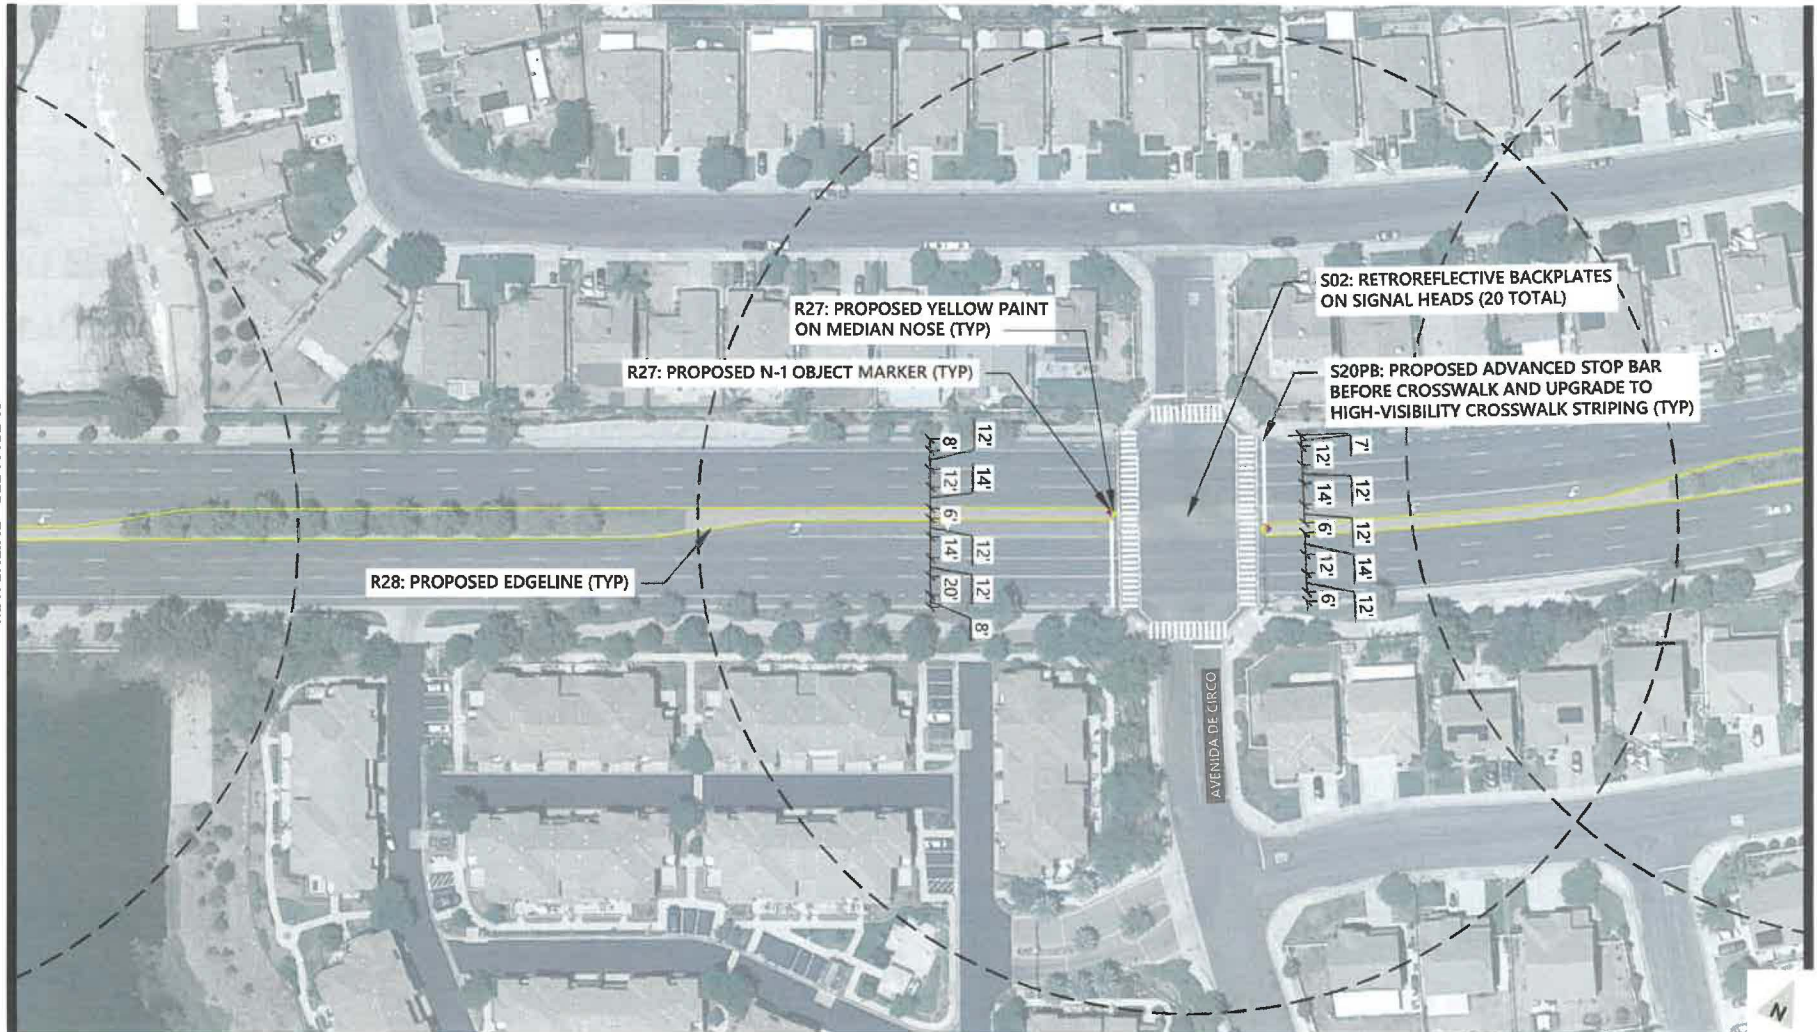 S02: RETROREFLECTIVE BACKPLATES
ON SIGNAL HEADS (20 TOTAL)
R27: PROPOSED YELLOW PAINT
ON MEDIAN NOSE (TYP)
R27: PROPOSED N-1 OBJECT MARKER (TYP)
S20PB: PROPOSED ADVANCED STOP BAR
BEFORE CROSSWALK AND UPGRADE TO
HIGH-VISIBILITY CROSSWALK STRIPING (TYP)
R28: PROPOSED EDGELINE (TYP)
12'
8'
14'
12'
6'
12'
14'
12'
20'
8'
7'
12'
12'
14'
12'
6'
14'
12'
12'
6'
AVENIDA DE CIRCO
N